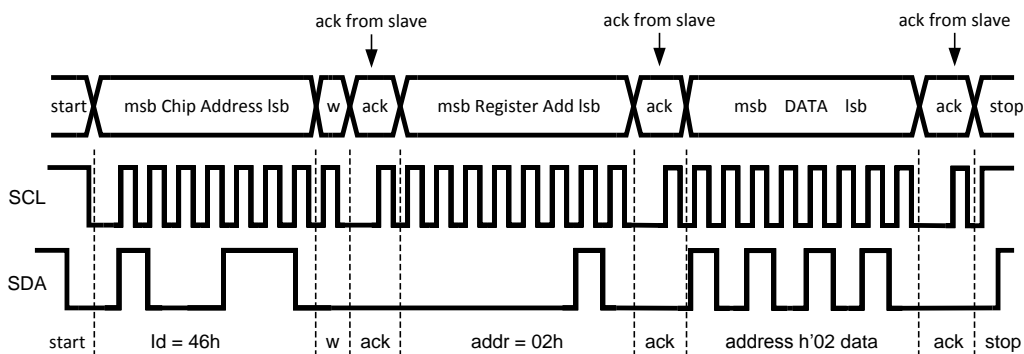 ack from slave ack from slave ack from slave
start msb Chip Address lsb w ack msb Register Add lsb ack msb DATA lsb ack stop
SCL
SDA
start Id = 46h w ack addr = 02h ack address h'02 data ack stop